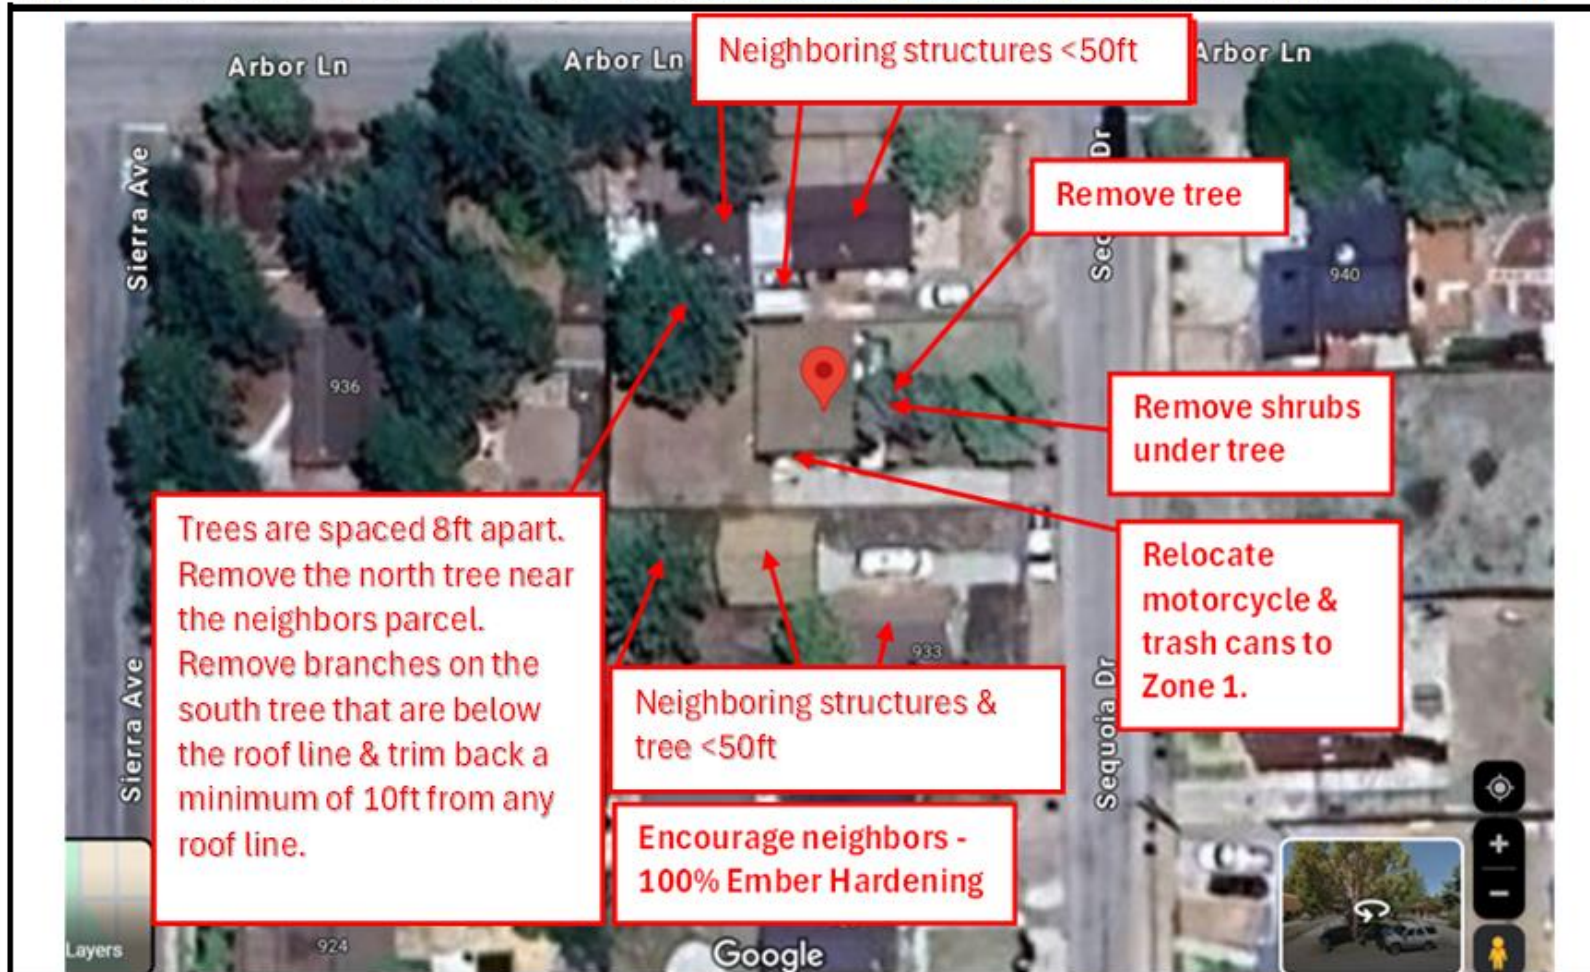 Neighboring structures <50ft
Arbor Ln
Arbor Ln
Arbor Ln
Sierra Ave
Dr
Remove tree
940
936
Remove shrubs
under tree
Trees are spaced 8ft apart.
Remove the north tree near
the neighbors parcel.
Remove branches on the
south tree that are below
the roof line & trim back a
minimum of 10ft from any
roof line.
Relocate
motorcycle &
trash cans to
Zone 1.
933
Sierra Ave
Neighboring structures &
tree <50ft
Sequoia Dr
Encourage neighbors -
100% Ember Hardening
Layers
924
Google
+
−